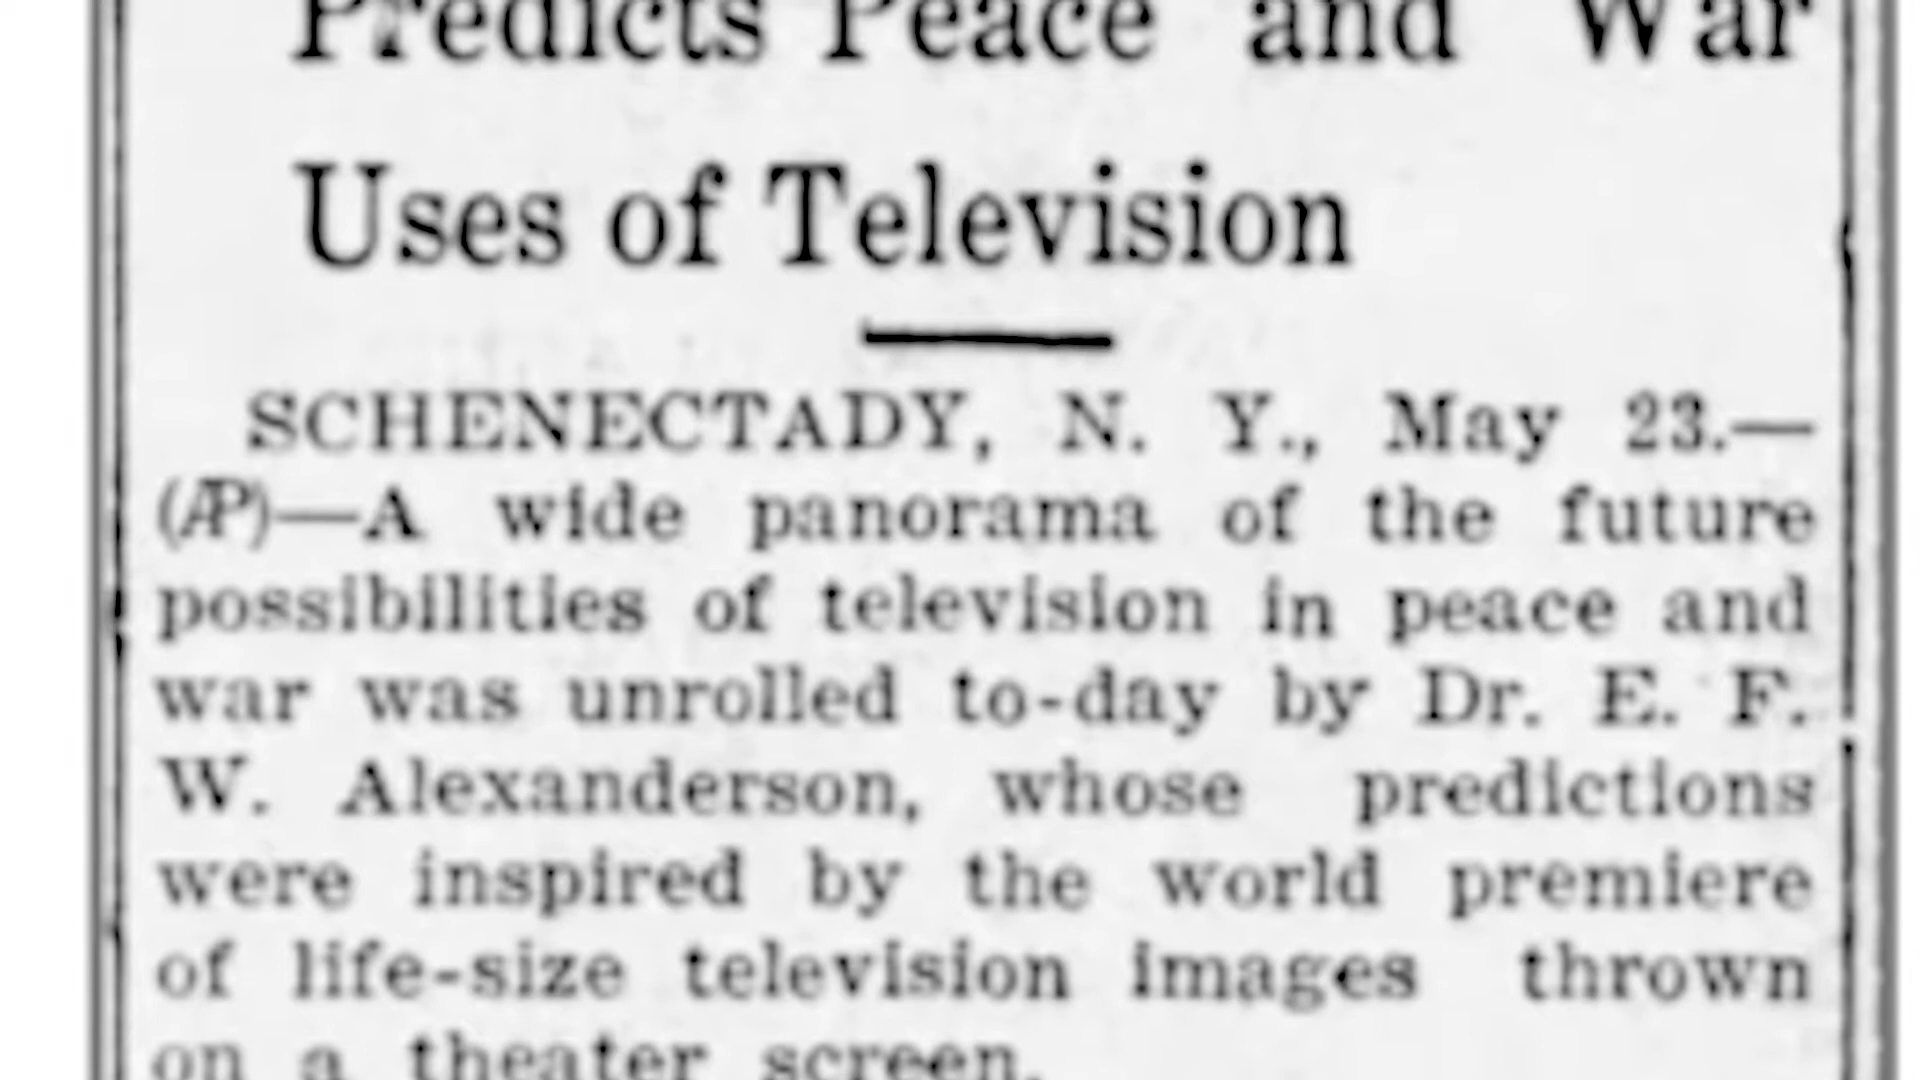 Predicts Peace and War
Uses of Television
SCHENECTADY, N. Y., May 23.—
(AP)—A wide panorama of the future
possibilities of television in peace and
war was unrolled to-day by Dr. E. F.
W. Alexanderson, whose predictions
were inspired by the world premiere
of life-size television images thrown
on a theater screen.